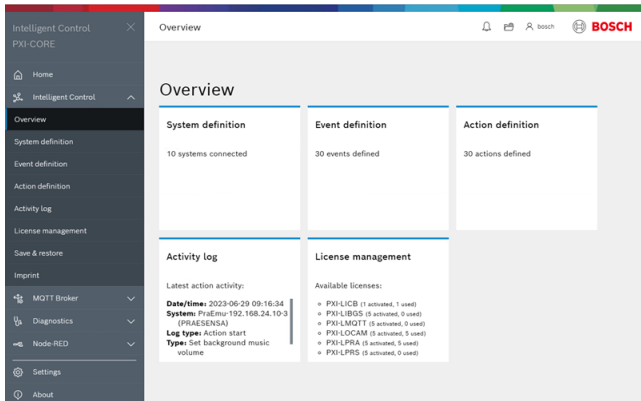 Intelligent Control
PXI-CORE
Home
Intelligent Control
Overview
System definition
Event definition
Action definition
Activity log
License management
Save & restore
Imprint
MQTT Broker
Diagnostics
Node-RED
Settings
About
Overview
bosch
BOSCH
Overview
System definition
10 systems connected
Event definition
30 events defined
Action definition
30 actions defined
Activity log
Latest action activity:
Date/time: 2023-06-29 09:16:34
System: PraEmu-192.168.24.10-3
(PRAESENSA)
Log type: Action start
Type: Set background music
volume
License management
Available licenses:
PXI-LICB (1 activated, 1 used)
PXI-LIBGS (5 activated, 0 used)
PXI-LMQTT (5 activated, 0 used)
PXI-LOCAM (5 activated, 5 used)
PXI-LPRA (5 activated, 5 used)
PXI-LPRS (5 activated, 0 used)